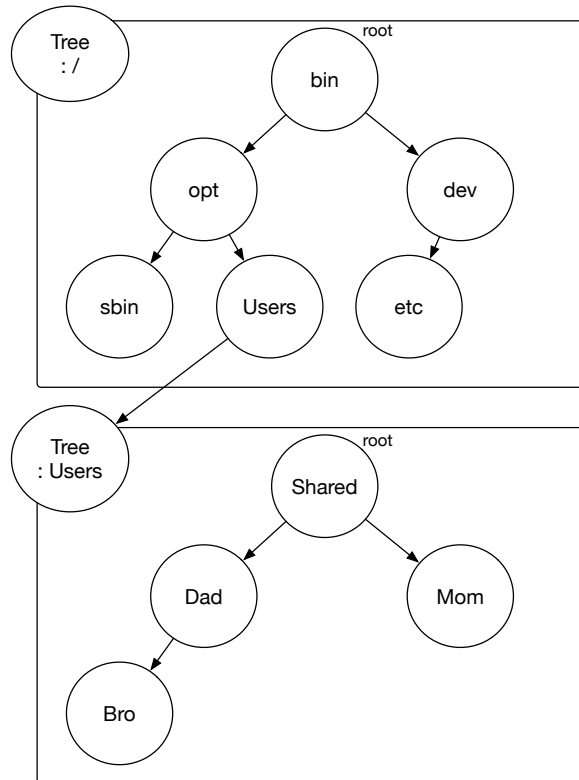 Tree
: /
root
bin
opt
dev
sbin
Users
etc
Tree
: Users
root
Shared
Dad
Mom
Bro